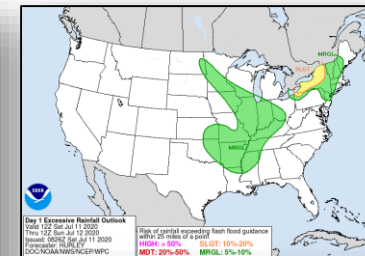 MRGL
SLGT
MRGL
NOAA
Day 1 Excessive Rainfall Outlook
Valid 12Z Sat Jul 11 2020
Thru 12Z Sun Jul 12 2020
Issued: 0826Z Sat Jul 11 2020
Forecaster: HURLEY
DOC/NOAA/NWS/NCEP/WPC
Risk of rainfall exceeding flash flood guidance
within 25 miles of a point
HIGH: > 50% SLGT: 10%-20%
MDT: 20%-50% MRGL: 5%-10%